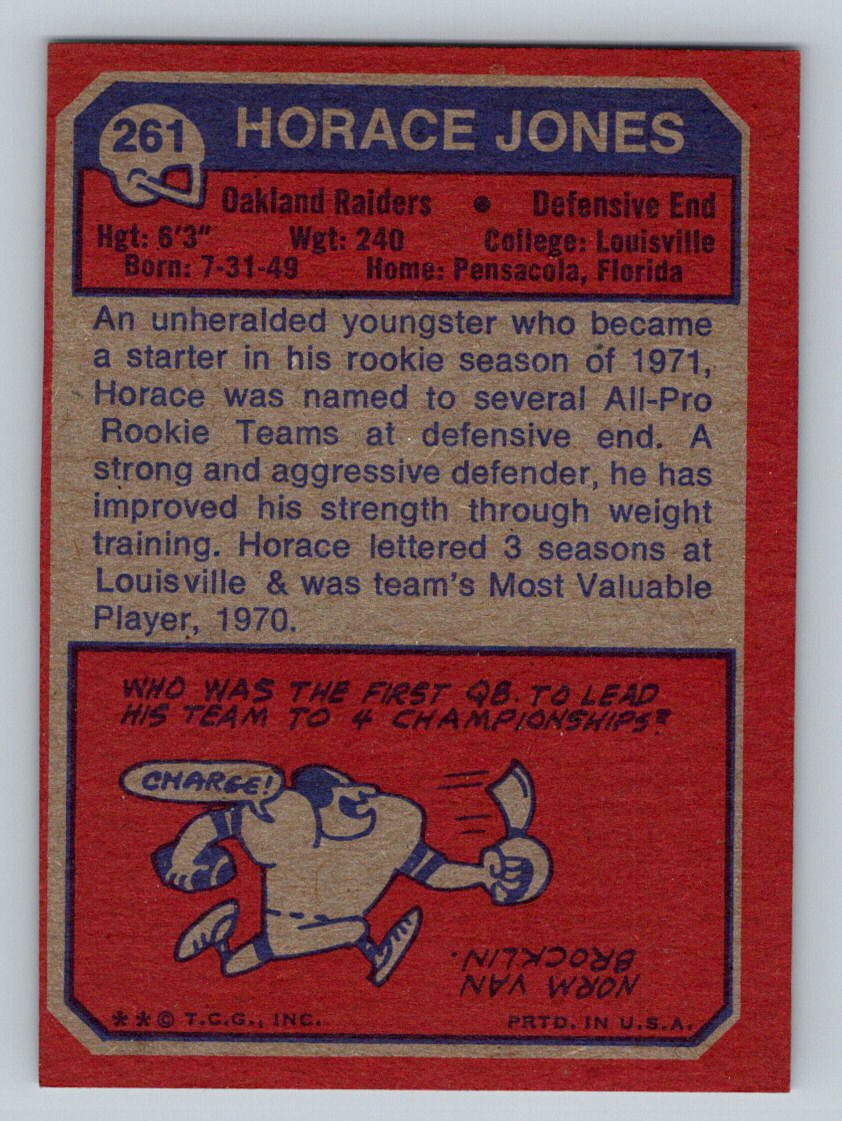 261
HORACE JONES
Oakland Raiders • Defensive End
Hgt: 6'3" Wgt: 240 College: Louisville
Born: 7-31-49 Home: Pensacola, Florida
An unheralded youngster who became
a starter in his rookie season of 1971,
Horace was named to several All-Pro
Rookie Teams at defensive end. A
strong and aggressive defender, he has
improved his strength through weight
training. Horace lettered 3 seasons at
Louisville & was team's Most Valuable
Player, 1970.
WHO WAS THE FIRST QB. TO LEAD
HIS TEAM TO 4 CHAMPIONSHIPS?
CHARGE!
NORM VAN
BROCKLIN.
**© T.C.G., INC. PRTD. IN U.S.A.